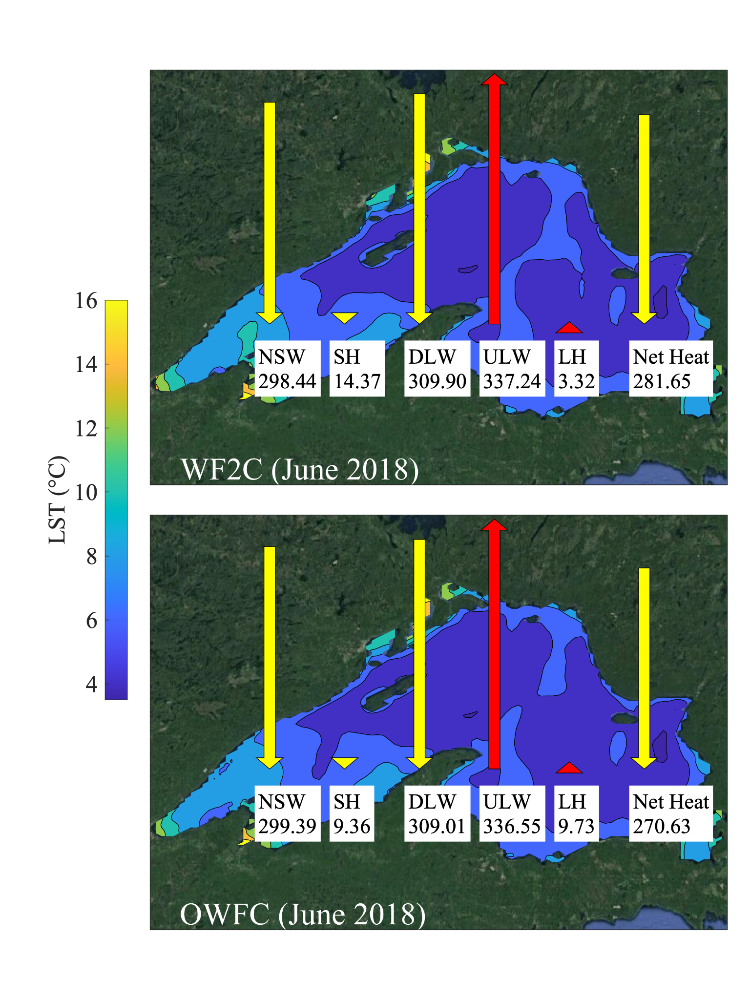 NSW
298.44
SH
14.37
DLW
309.90
ULW
337.24
LH
3.32
Net Heat
281.65
WF2C (June 2018)
LST (°C)
16
14
12
10
8
6
4
NSW
299.39
SH
9.36
DLW
309.01
ULW
336.55
LH
9.73
Net Heat
270.63
OWFC (June 2018)